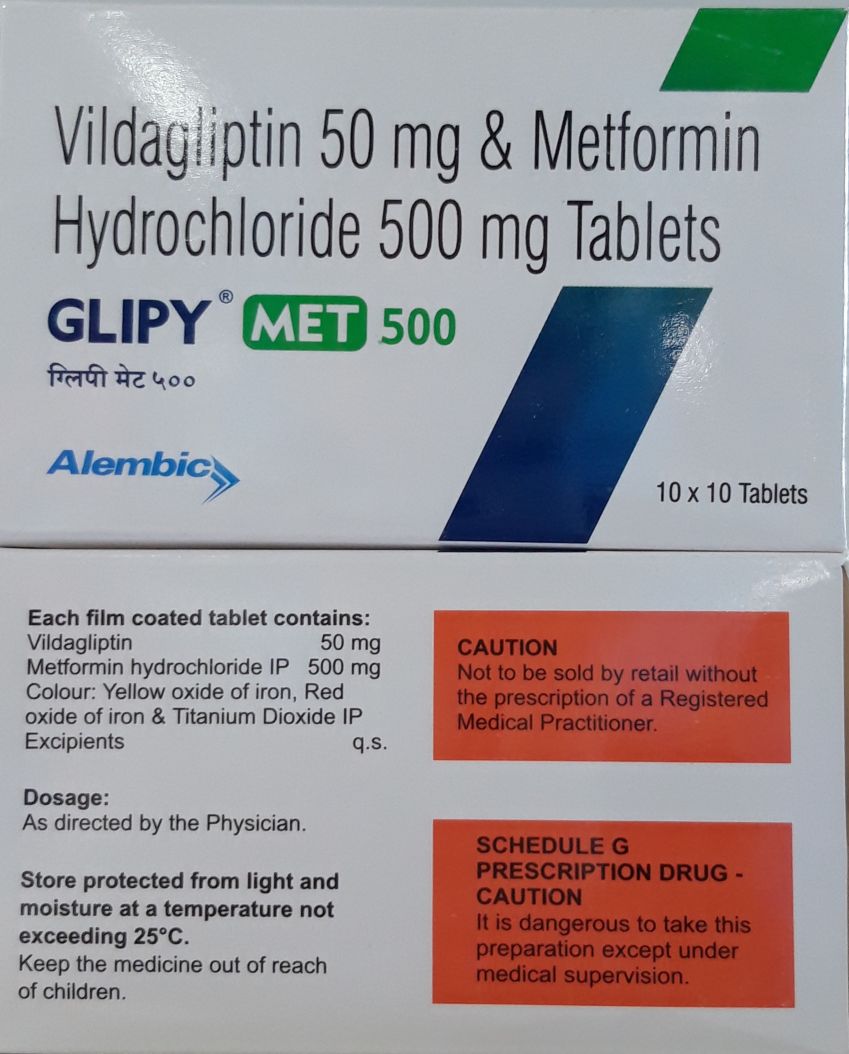 Vildagliptin 50 mg & Metformin
Hydrochloride 500 mg Tablets
GLIPY® MET 500
ग्लिपी मेट ५००
Alembic
10 x 10 Tablets
Each film coated tablet contains:
Vildagliptin 50 mg
Metformin hydrochloride IP 500 mg
Colour: Yellow oxide of iron, Red
oxide of iron & Titanium Dioxide IP
Excipients q.s.
Dosage:
As directed by the Physician.
Store protected from light and
moisture at a temperature not
exceeding 25°C.
Keep the medicine out of reach
of children.
CAUTION
Not to be sold by retail without
the prescription of a Registered
Medical Practitioner.
SCHEDULE G
PRESCRIPTION DRUG -
CAUTION
It is dangerous to take this
preparation except under
medical supervision.